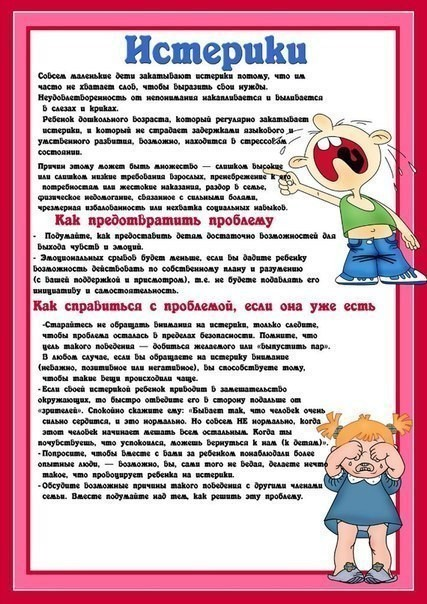 Истерики
Совсем маленькие дети закатывают истерики потому, что им
часто не хватает слов, чтобы выразить свои нужды.
Неудовлетворенность от непонимания накапливается и выливается
в слезах и криках.
Ребенок дошкольного возраста, который регулярно закатывает
истерики, и который не страдает задержками языкового и
умственного развития, возможно, находится в стрессовом
состоянии.
Причин этому может быть множество – слишком высокие
или слишком низкие требования взрослых, пренебрежение к его
потребностям или жестокие наказания, раздор в семье,
физическое недомогание, связанное с сильными болями,
чрезмерная избалованность или нехватка социальных навыков.
Как предотвратить проблему
- Подумайте, как предоставить детям достаточно возможностей для
выхода чувств и эмоций.
- Эмоциональных срывов будет меньше, если вы дадите ребенку
возможность действовать по собственному плану и разумению
(с вашей поддержкой и присмотром), т.е. не будете подавлять его
инициативу и самостоятельность.
Как справиться с проблемой, если она уже есть
-Старайтесь не обращать внимания на истерики, только следите,
чтобы проблема осталась в пределах безопасности. Помните, что
цель такого поведения — добиться желаемого или «выпустить пар».
В любом случае, если вы обращаете на истерику внимание
(неважно, позитивное или негативное), вы способствуете тому,
чтобы такие вещи происходили чаще.
-Если своей истерикой ребенок приводит в замешательство
окружающих, то быстро отведите его в сторону подальше от
«зрителей». Спокойно скажите ему: «Бывает так, что человек очень
сильно сердится, и это нормально. Но совсем НЕ нормально, когда
этот человек начинает мешать всем остальным. Когда ты
почувствуешь, что успокоился, можешь вернуться к нам (к детям)».
-Попросите, чтобы вместе с вами за ребенком понаблюдали более
опытные люди, — возможно, вы, сами того не ведая, делаете нечто
такое, что провоцирует ребенка на истерики.
-Обсудите возможные причины такого поведения с другими членами
семьи. Вместе подумайте над тем, как решить эту проблему.